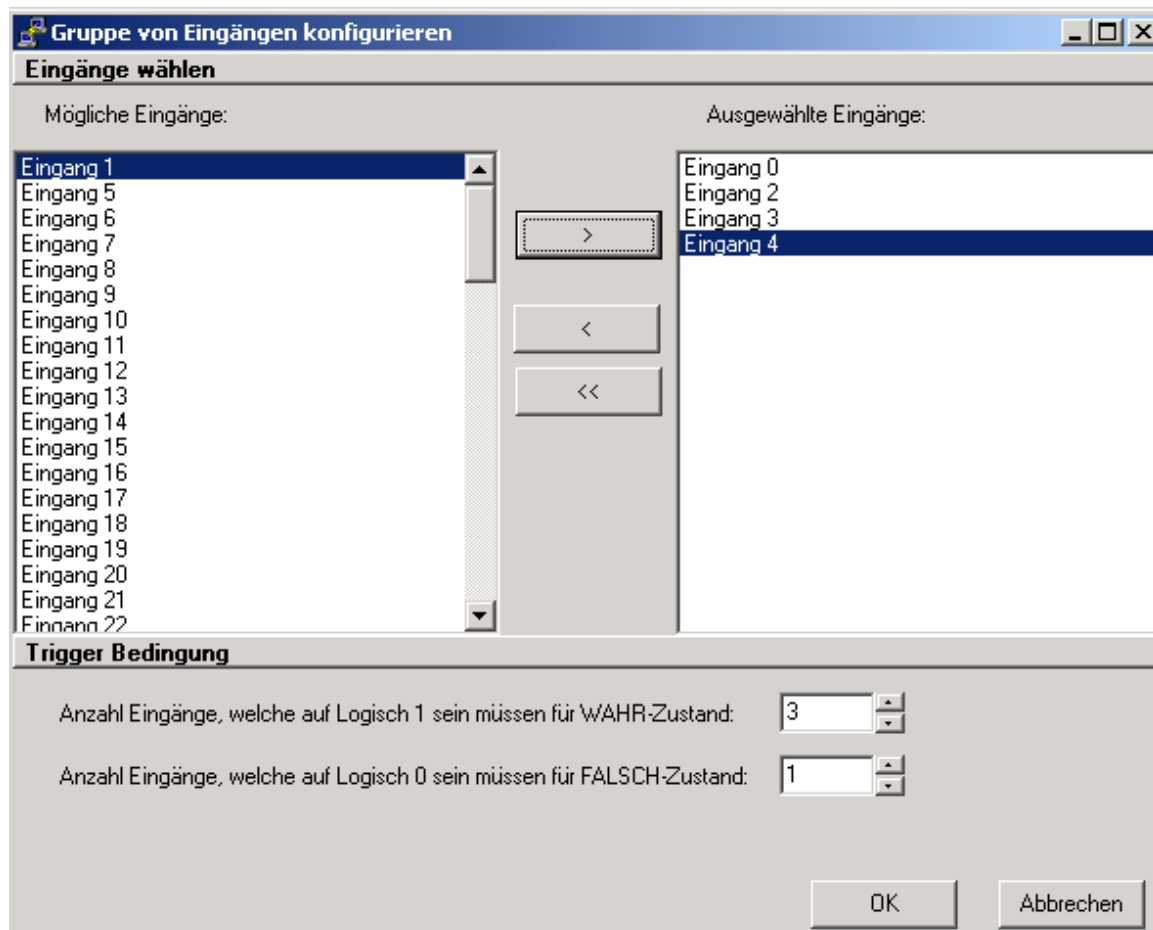 Gruppe von Eingängen konfigurieren
Eingänge wählen
Mögliche Eingänge:
Ausgewählte Eingänge:
Eingang 1
Eingang 5
Eingang 6
Eingang 7
Eingang 8
Eingang 9
Eingang 10
Eingang 11
Eingang 12
Eingang 13
Eingang 14
Eingang 15
Eingang 16
Eingang 17
Eingang 18
Eingang 19
Eingang 20
Eingang 21
Eingang 22
>
<
<<
Eingang 0
Eingang 2
Eingang 3
Eingang 4
Trigger Bedingung
Anzahl Eingänge, welche auf Logisch 1 sein müssen für WAHR-Zustand: 3
Anzahl Eingänge, welche auf Logisch 0 sein müssen für FALSCH-Zustand: 1
OK
Abbrechen